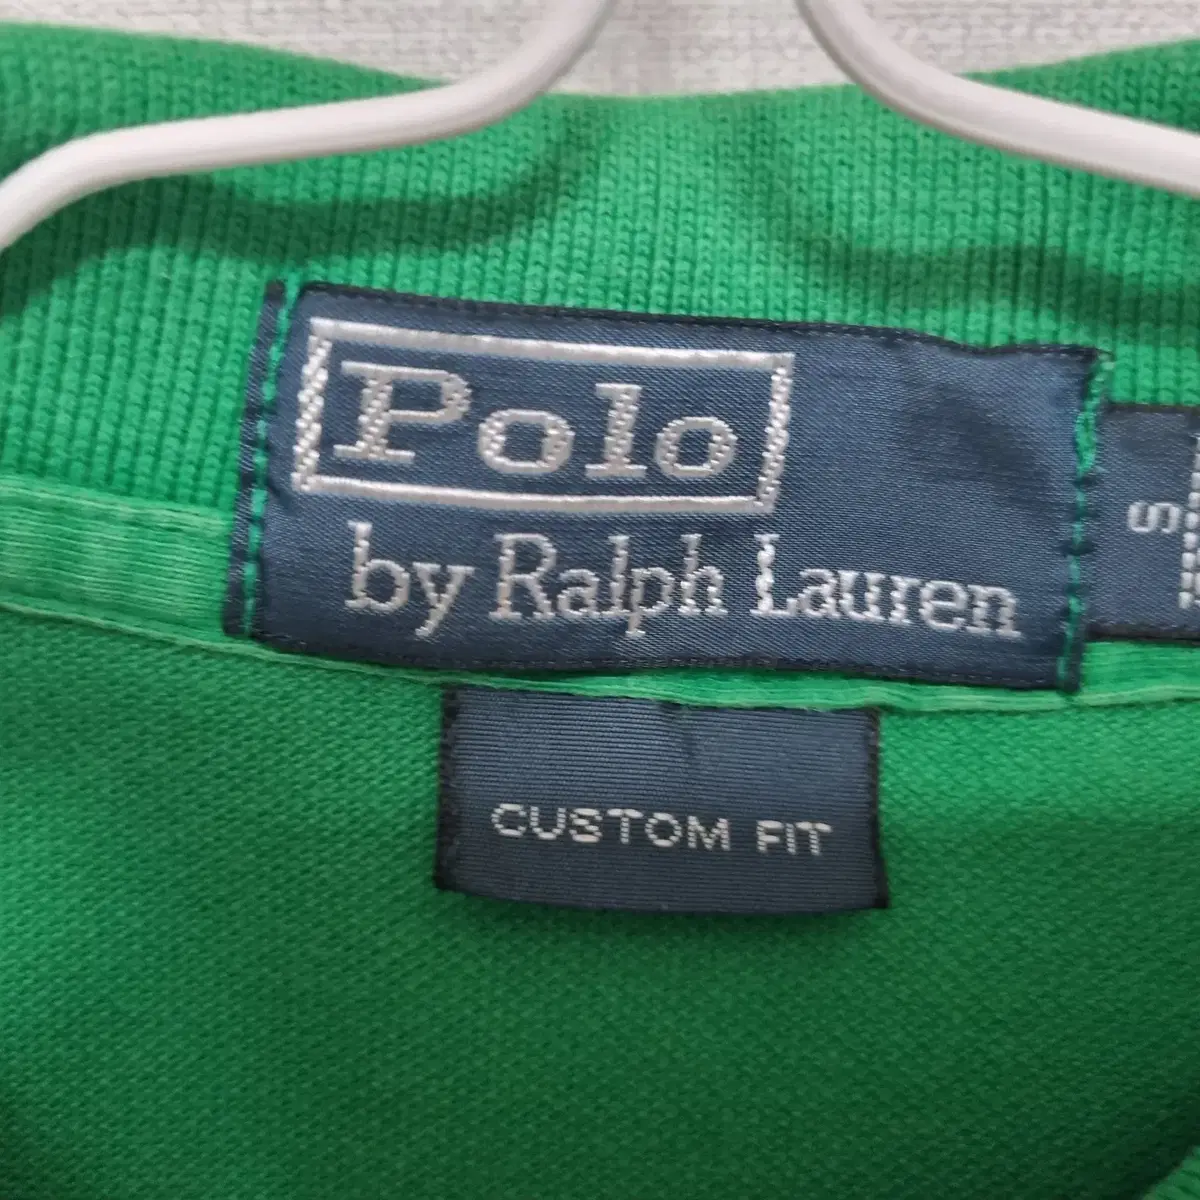 Polo
by Ralph Lauren
S
CUSTOM FIT